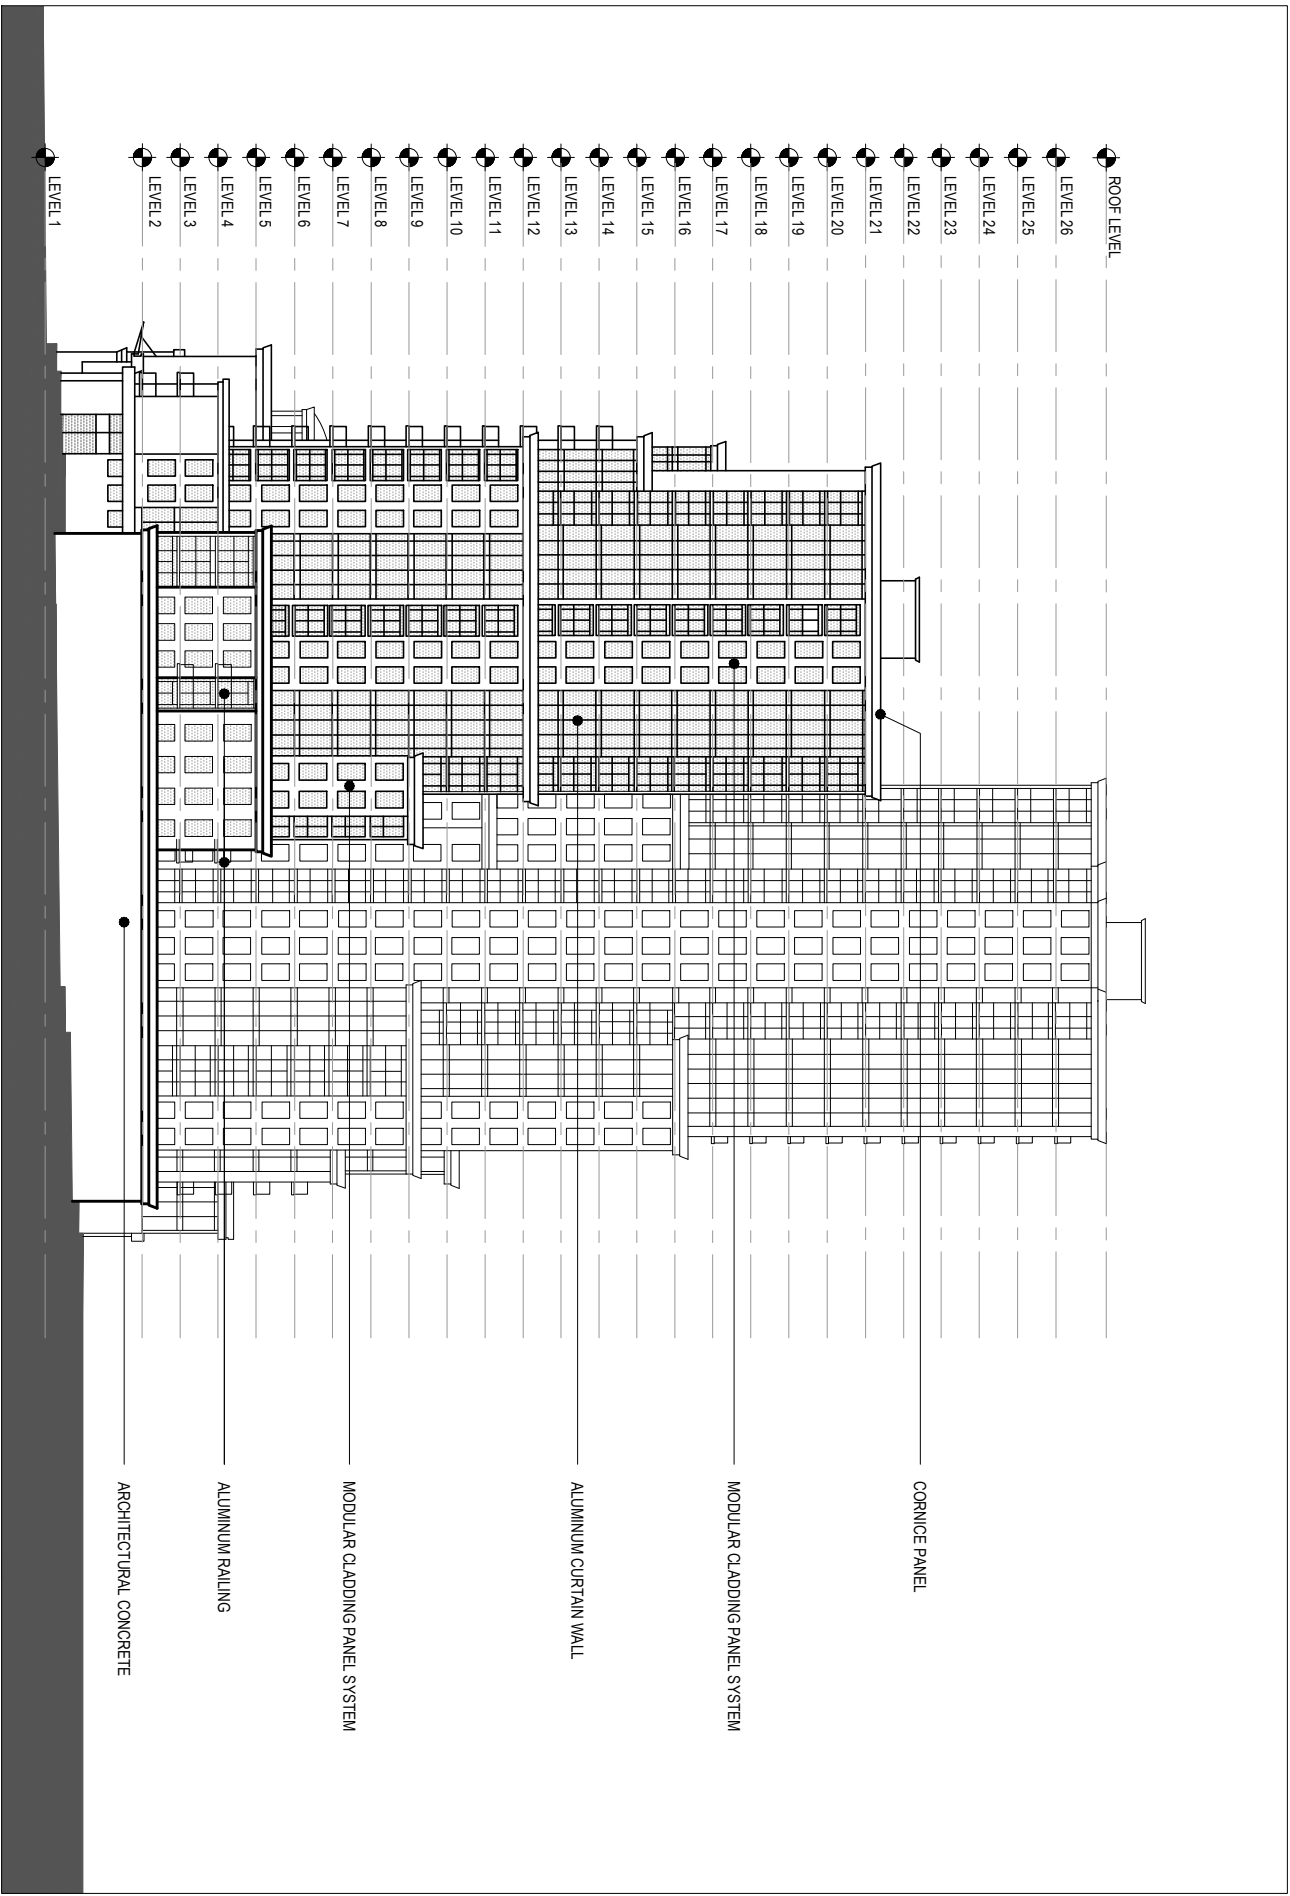 ROOF LEVEL
LEVEL 26
LEVEL 25
LEVEL 24
LEVEL 23
LEVEL 22
LEVEL 21
LEVEL 20
LEVEL 19
LEVEL 18
LEVEL 17
LEVEL 16
LEVEL 15
LEVEL 14
LEVEL 13
LEVEL 12
LEVEL 11
LEVEL 10
LEVEL 9
LEVEL 8
LEVEL 7
LEVEL 6
LEVEL 5
LEVEL 4
LEVEL 3
LEVEL 2
LEVEL 1
CORNICE PANEL
MODULAR CLADDING PANEL SYSTEM
ALUMINUM CURTAIN WALL
MODULAR CLADDING PANEL SYSTEM
ALUMINUM RAILING
ARCHITECTURAL CONCRETE